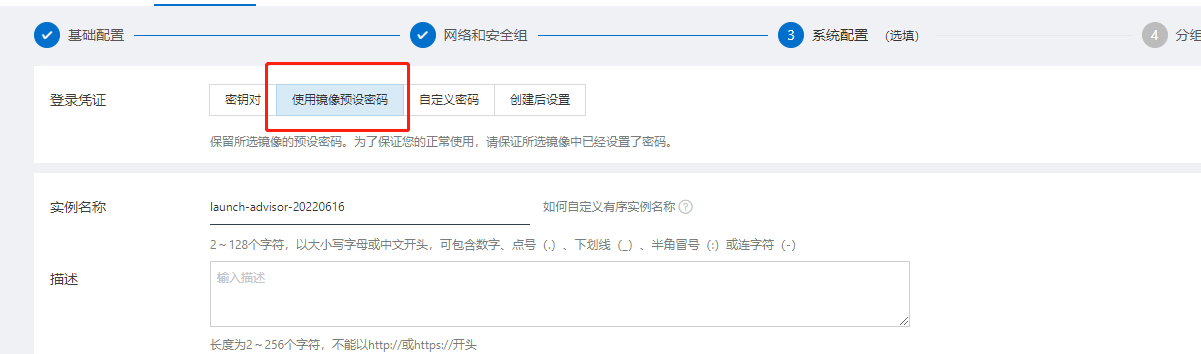 基础配置 网络和安全组 3 系统配置 (选填) 4 分组
登录凭证 密钥对 使用镜像预设密码 自定义密码 创建后设置
保留所选镜像的预设密码。为了保证您的正常使用，请保证所选镜像中已经设置了密码。
实例名称 launch-advisor-20220616 如何自定义有序实例名称 ?
2～128个字符，以大小写字母或中文开头，可包含数字、点号（.）、下划线（_）、半角冒号（:）或连字符（-）
描述 输入描述
长度为2～256个字符，不能以http://或https://开头